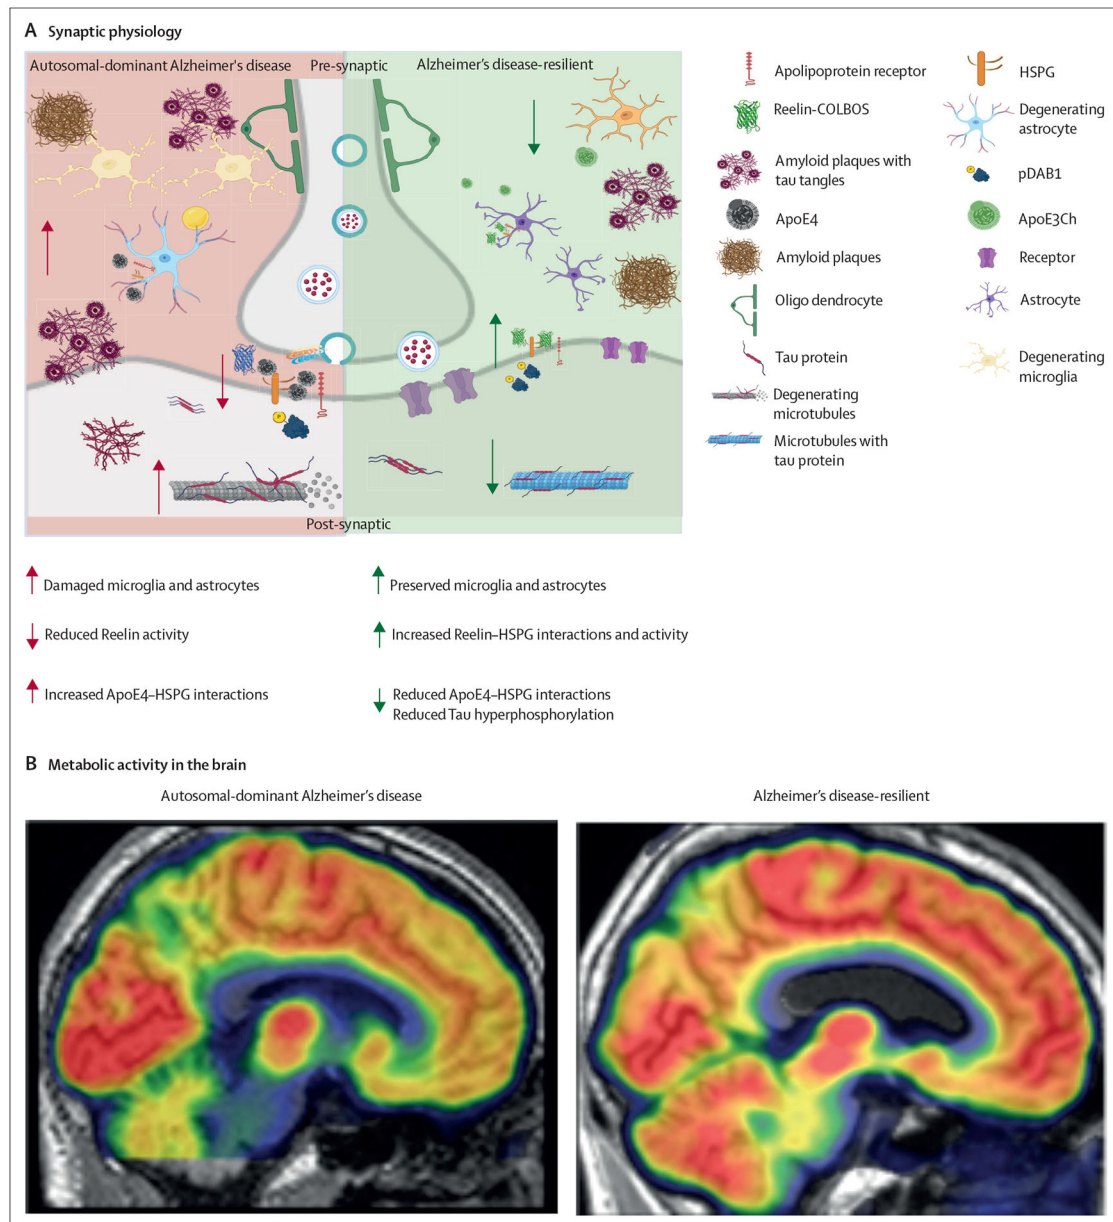 A Synaptic physiology
Autosomal-dominant Alzheimer's disease
Pre-synaptic
Alzheimer's disease-resilient
Post-synaptic
P
P
P
P
Apolipoprotein receptor
Reelin-COLBOS
Amyloid plaques with
tau tangles
ApoE4
Amyloid plaques
Oligo dendrocyte
Tau protein
Degenerating
microtubules
Microtubules with
tau protein
HSPG
Degenerating
astrocyte
pDAB1
ApoE3Ch
Receptor
Astrocyte
Degenerating
microglia
Damaged microglia and astrocytes
Reduced Reelin activity
Increased ApoE4–HSPG interactions
Preserved microglia and astrocytes
Increased Reelin–HSPG interactions and activity
Reduced ApoE4–HSPG interactions
Reduced Tau hyperphosphorylation
B Metabolic activity in the brain
Autosomal-dominant Alzheimer's disease
Alzheimer's disease-resilient